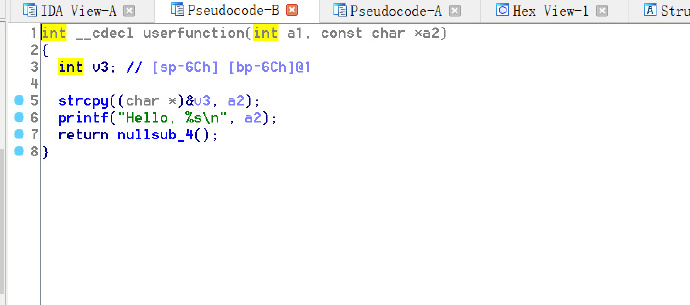 IDA View-A Pseudocode-B Pseudocode-A Hex View-1 Stru
1 int __cdecl userfunction(int a1, const char *a2)
2 {
3 int v3; // [sp-6Ch] [bp-6Ch]@1
4
5 strcpy((char *)&v3, a2);
6 printf("Hello, %s\n", a2);
7 return nullsub_4();
8 }